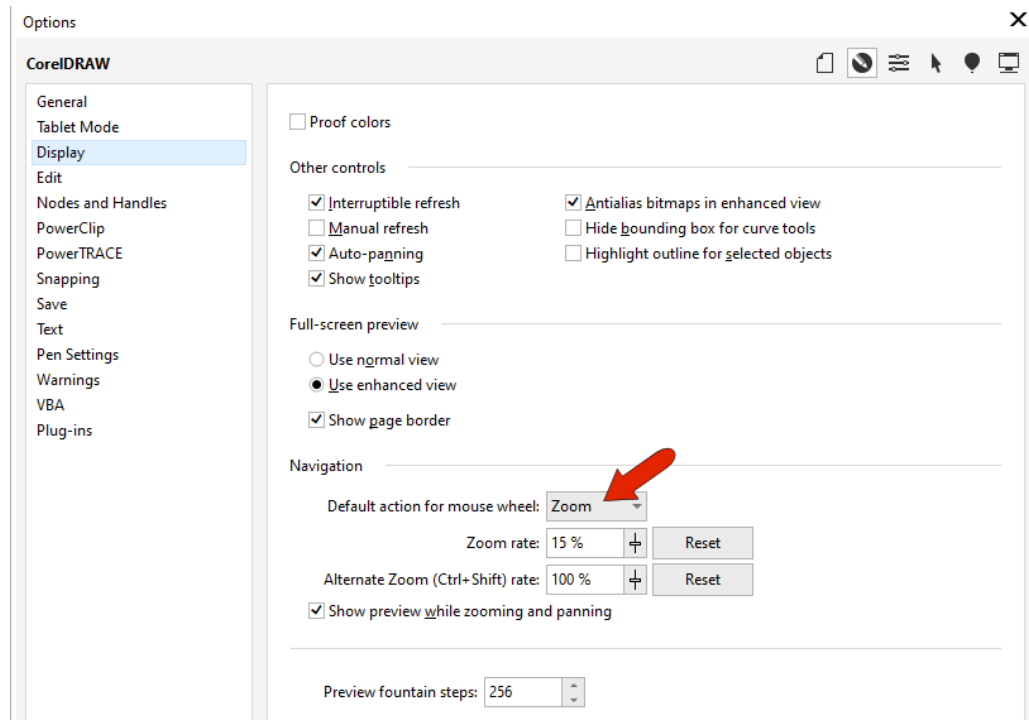 Options
CorelDRAW
General
Tablet Mode
Display
Edit
Nodes and Handles
PowerClip
PowerTRACE
Snapping
Save
Text
Pen Settings
Warnings
VBA
Plug-ins
Proof colors
Other controls
Interruptible refresh
Manual refresh
Auto-panning
Show tooltips
Antialias bitmaps in enhanced view
Hide bounding box for curve tools
Highlight outline for selected objects
Full-screen preview
Use normal view
Use enhanced view
Show page border
Navigation
Default action for mouse wheel: Zoom
Zoom rate: 15 % Reset
Alternate Zoom (Ctrl+Shift) rate: 100 % Reset
Show preview while zooming and panning
Preview fountain steps: 256